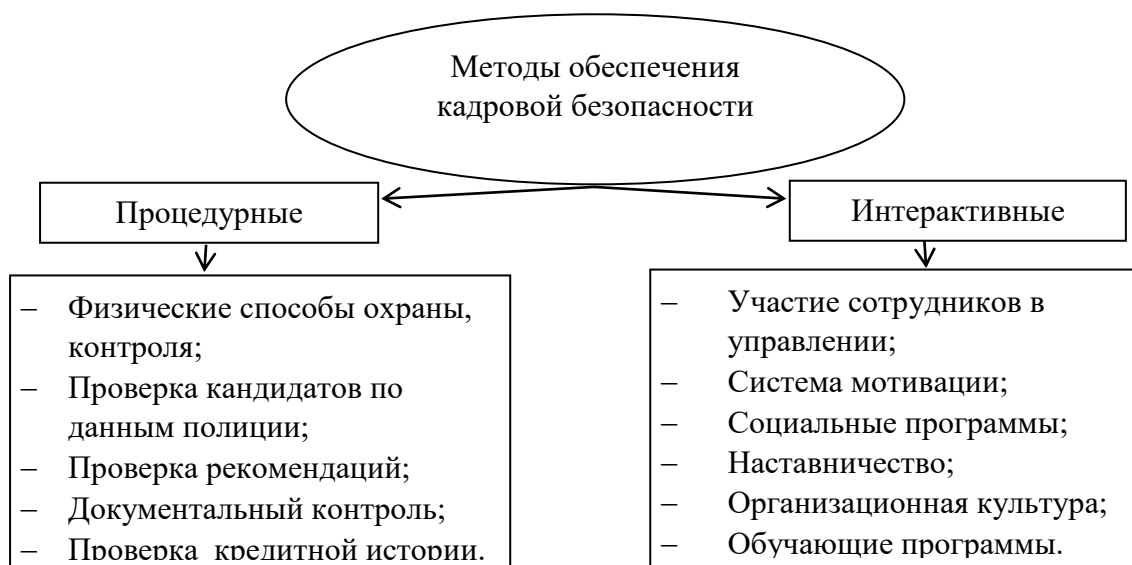 Методы обеспечения
кадровой безопасности
Процедурные
Интерактивные
– Физические способы охраны,
контроля;
– Проверка кандидатов по
данным полиции;
– Проверка рекомендаций;
– Документальный контроль;
– Проверка кредитной истории.
– Участие сотрудников в
управлении;
– Система мотивации;
– Социальные программы;
– Наставничество;
– Организационная культура;
– Обучающие программы.